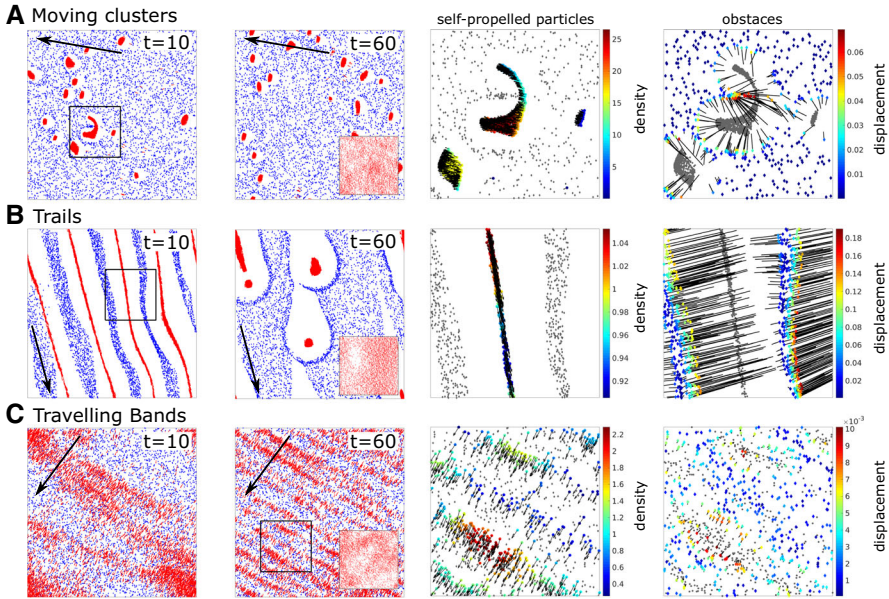 A Moving clusters
self-propelled particles
obstaces
t=10
t=60
25
20
15
10
5
density
0.06
0.05
0.04
0.03
0.02
0.01
displacement
B Trails
t=10
t=60
1.04
1.02
1
0.98
0.96
0.94
0.92
density
0.18
0.16
0.14
0.12
0.1
0.08
0.06
0.04
0.02
displacement
C Travelling Bands
t=10
t=60
2.2
2
1.8
1.6
1.4
1.2
1
0.8
0.6
0.4
density
×10⁻³
10
9
8
7
6
5
4
3
2
1
displacement